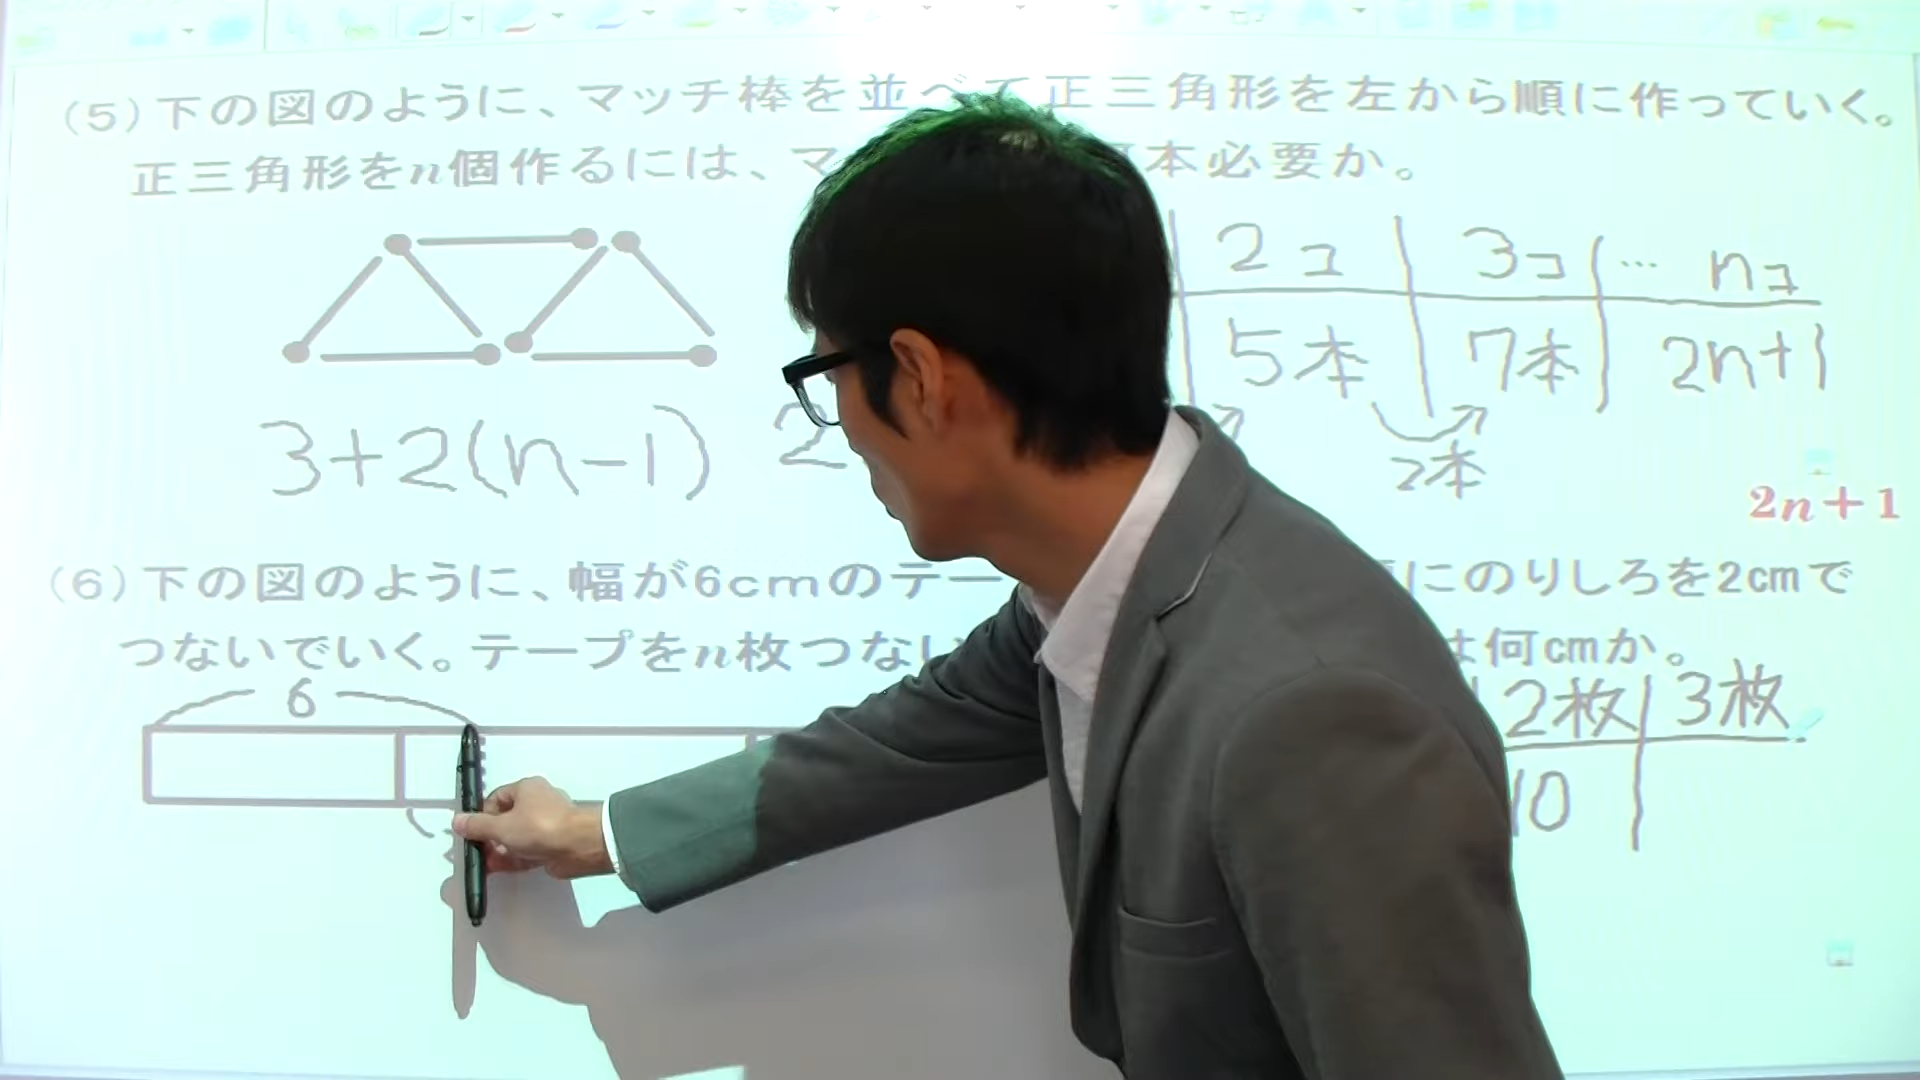 (5)下の図のように、マッチ棒を並べて正三角形を左から順に作っていく。
正三角形をn個作るには、マ 本必要か。
2コ 3コ … nコ
5本 7本 2n+1
2本
3+2(n-1) 2
2n+1
(6)下の図のように、幅が6cmのテー にのりしろを2cmで
つないでいく。テープをn枚つない は何cmか。
6
2枚 3枚
10